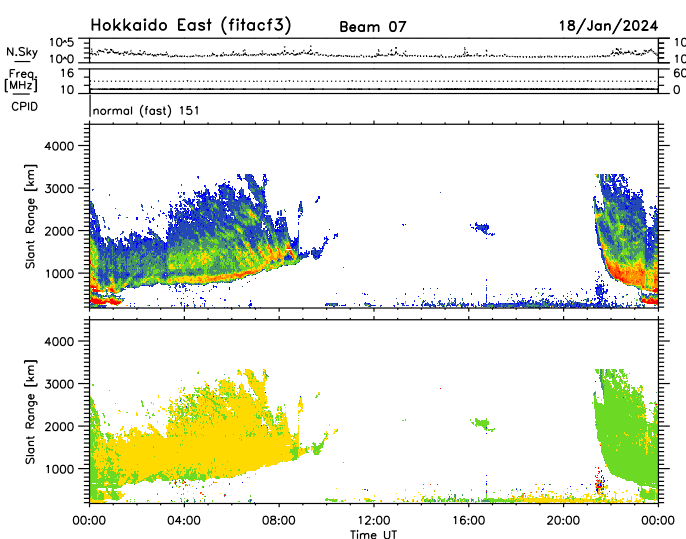 Hokkaido East (fitacf3) Beam 07 18/Jan/2024
N.Sky 10^5 10^0 10 10
Freq. [MHz] 16 10 60 0
CPID normal (fast) 151
Slant Range [km] 4000 3000 2000 1000
Slant Range [km] 4000 3000 2000 1000
00:00 04:00 08:00 12:00 16:00 20:00 00:00
Time UT